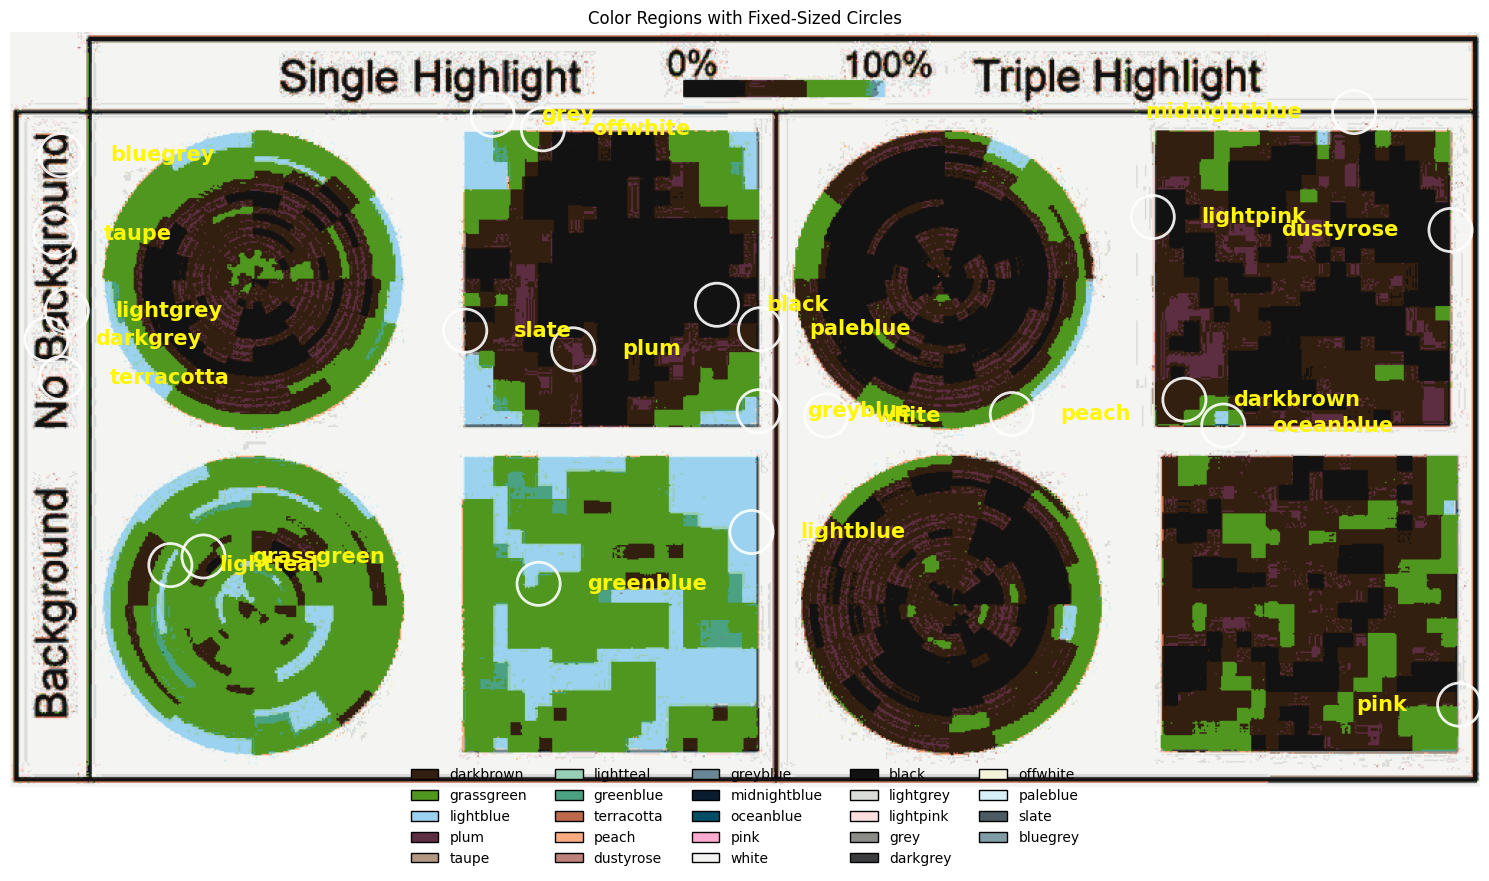 Color Regions with Fixed-Sized Circles
0% 100%
Single Highlight Triple Highlight
grey
offwhite
midnightblue
bluegrey
taupe
lightpink
dustyrose
lightgrey
black
darkgrey
slate
paleblue
plum
terracotta
darkbrown
greyblue
white
peach
oceanblue
No Background
lightblue
grassgreen
lightteal
greenblue
pink
Background
darkbrown lightteal greyblue black offwhite
grassgreen greenblue midnightblue lightgrey paleblue
lightblue terracotta oceanblue lightpink slate
plum peach pink grey bluegrey
taupe dustyrose white darkgrey